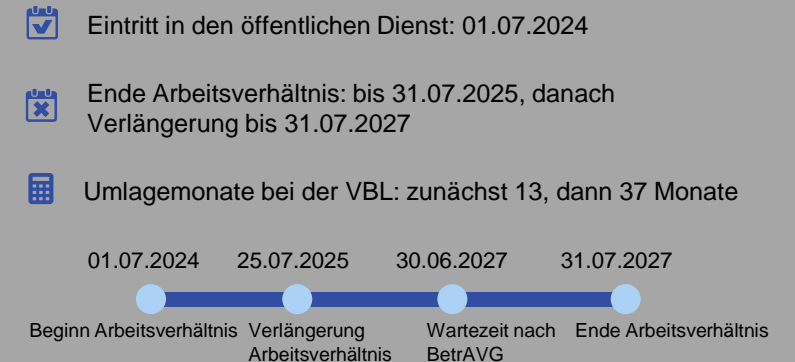 Eintritt in den öffentlichen Dienst: 01.07.2024
Ende Arbeitsverhältnis: bis 31.07.2025, danach
Verlängerung bis 31.07.2027
Umlagemonate bei der VBL: zunächst 13, dann 37 Monate
01.07.2024 25.07.2025 30.06.2027 31.07.2027
Beginn Arbeitsverhältnis Verlängerung Wartezeit nach Ende Arbeitsverhältnis
Arbeitsverhältnis BetrAVG